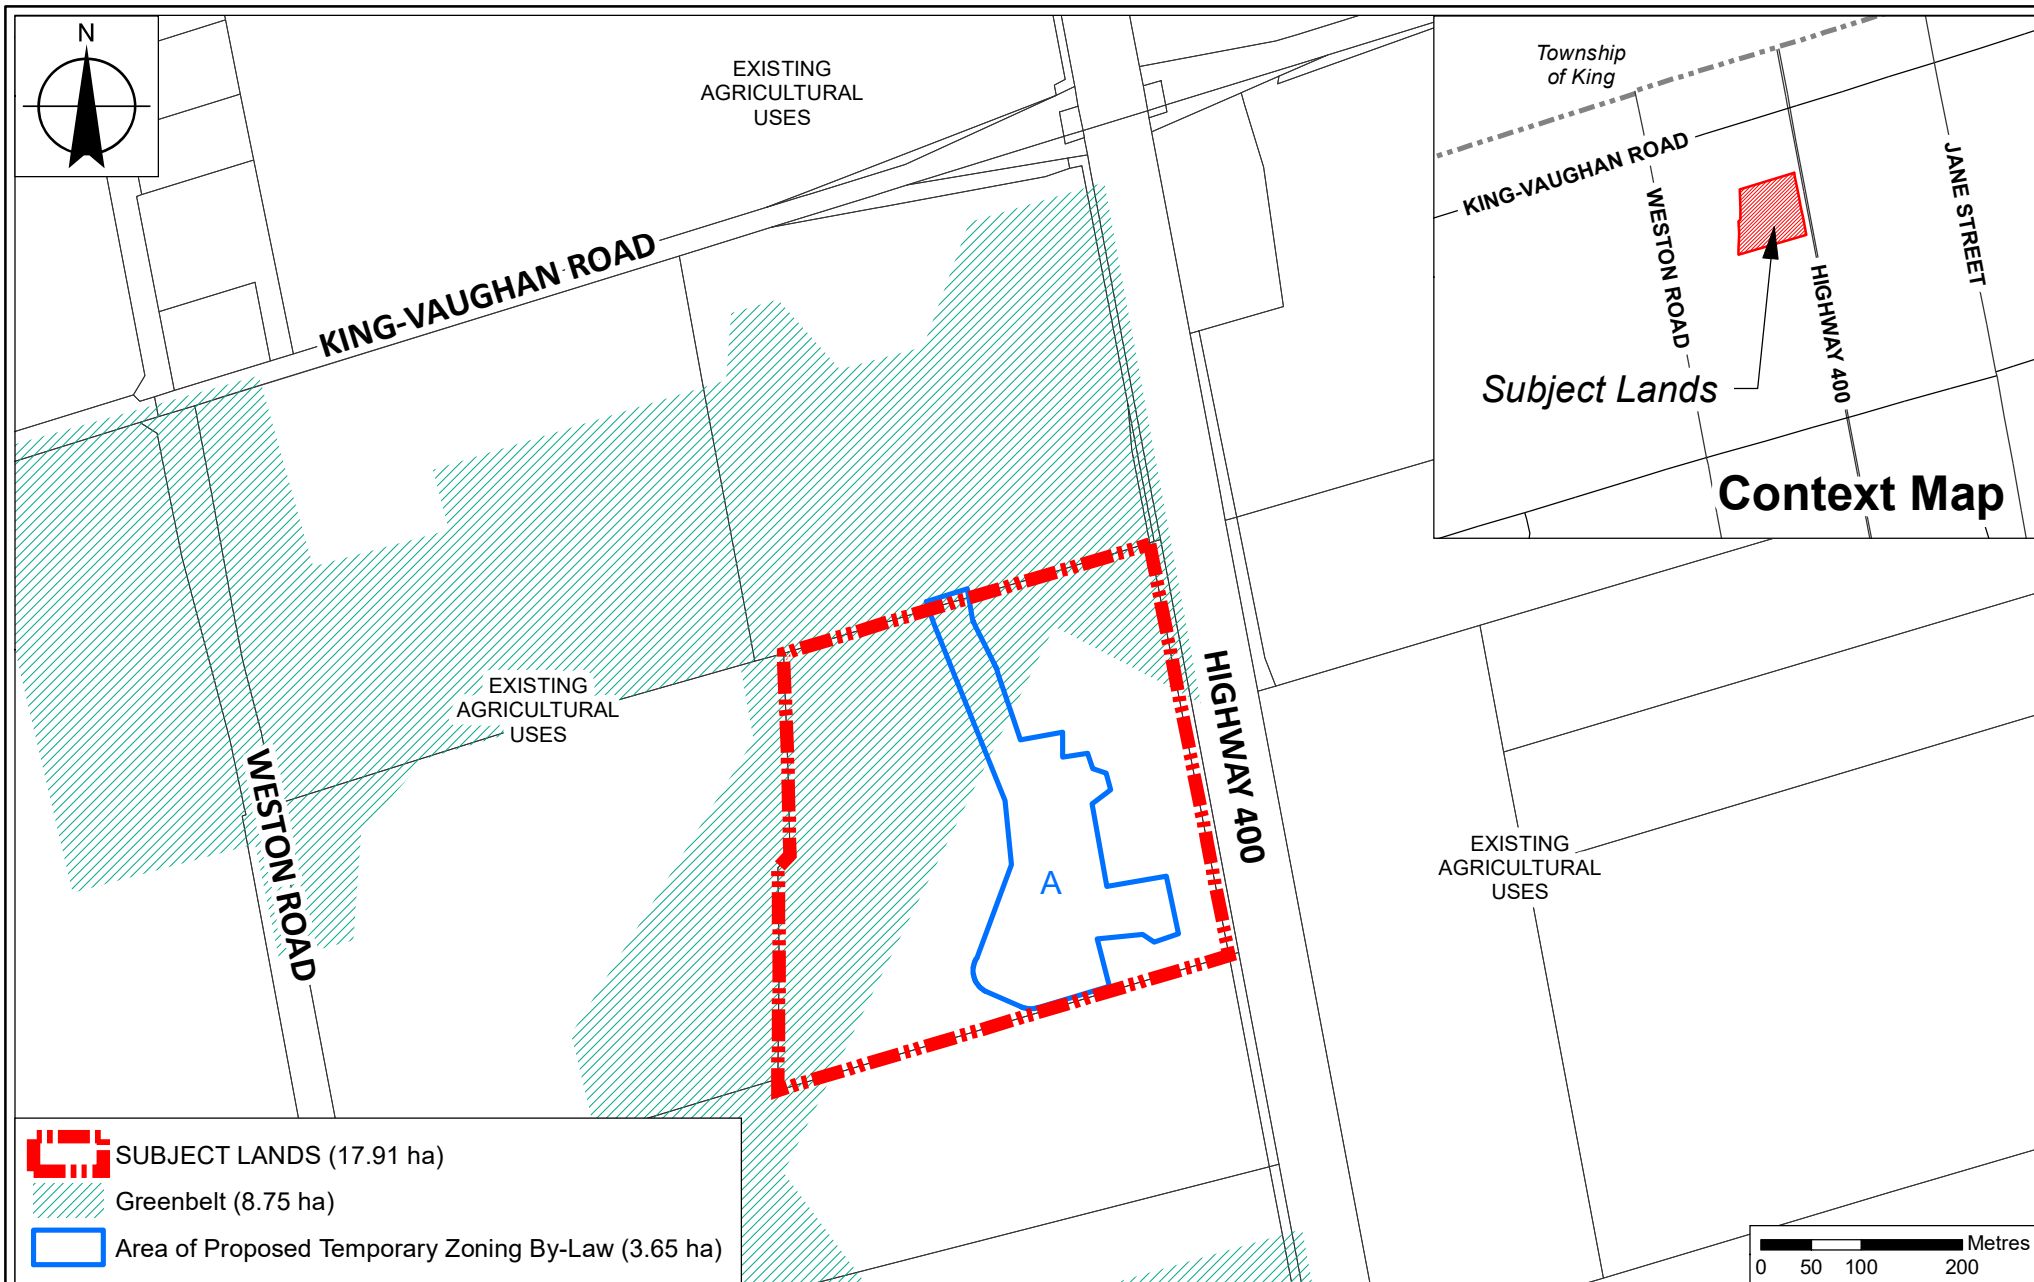 N
EXISTING
AGRICULTURAL
USES
KING-VAUGHAN ROAD
Township
of King
KING-VAUGHAN ROAD
WESTON ROAD
HIGHWAY 400
JANE STREET
Subject Lands
Context Map
EXISTING
AGRICULTURAL
USES
WESTON ROAD
HIGHWAY 400
A
EXISTING
AGRICULTURAL
USES
SUBJECT LANDS (17.91 ha)
Greenbelt (8.75 ha)
Area of Proposed Temporary Zoning By-Law (3.65 ha)
Metres
0 50 100 200